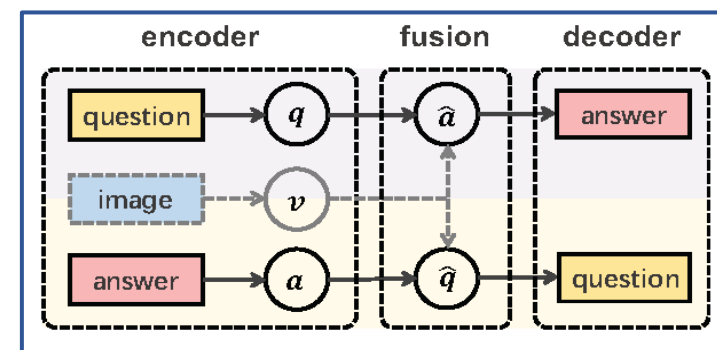 encoder fusion decoder
question q â answer
image v
answer a q̂ question